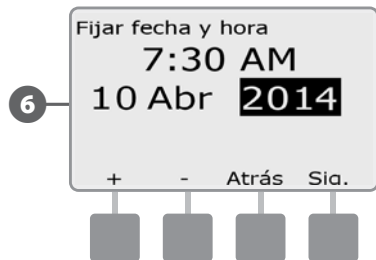 Fijar fecha y hora
7:30 AM
6
10 Abr 2014
+ - Atrás Sig.